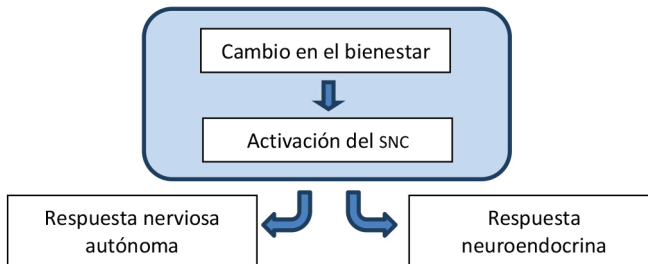 Cambio en el bienestar
Activación del SNC
Respuesta nerviosa
autónoma
Respuesta
neuroendocrina